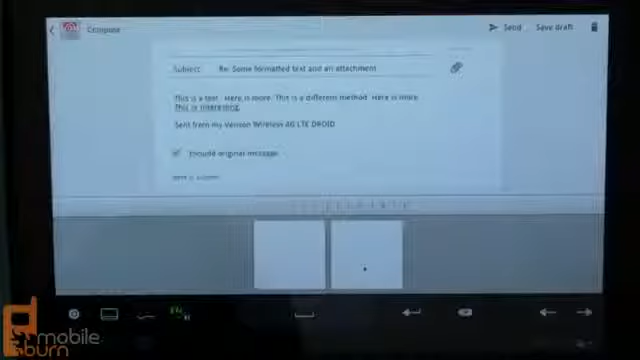 Compose
Send Save draft
Subject: Re: Some formatted text and an attachment
This is a test. Here is more. This is a different method. Here is more.
This is interesting.
Sent from my Verizon Wireless 4G LTE DROID
Include original message
mobile
burn